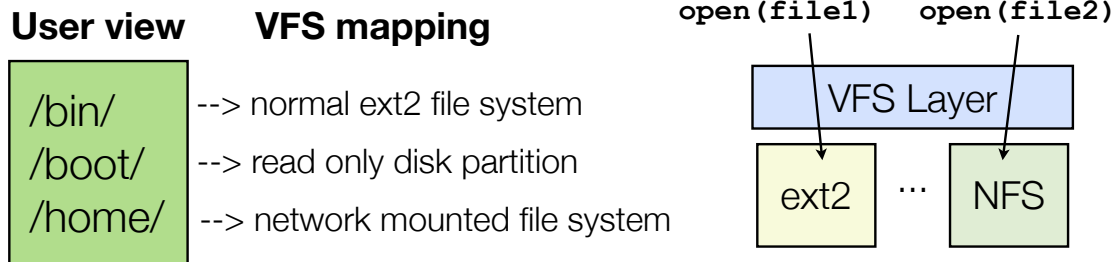 User view
VFS mapping
/bin/
--> normal ext2 file system
/boot/
--> read only disk partition
/home/
--> network mounted file system
open(file1)
open(file2)
VFS Layer
ext2
...
NFS